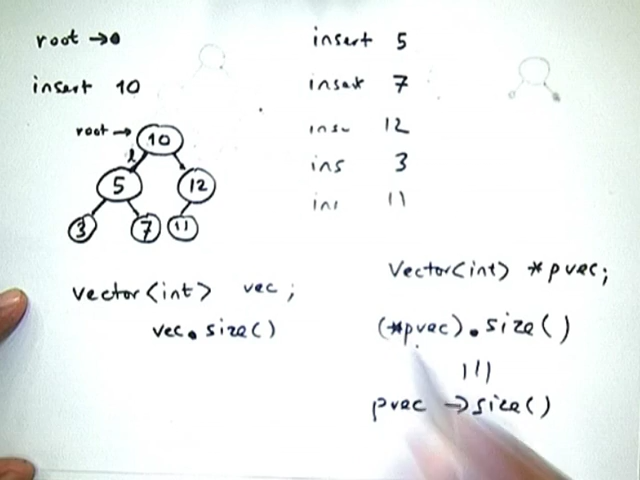 root →
insert 10
root →
10
l
5 12
3 7 11
vector<int> vec;
vec.size()
insert 5
insert 7
ins 12
ins 3
ins 11
Vector<int> *pvec;
(*pvec).size()
|||
pvec →size()